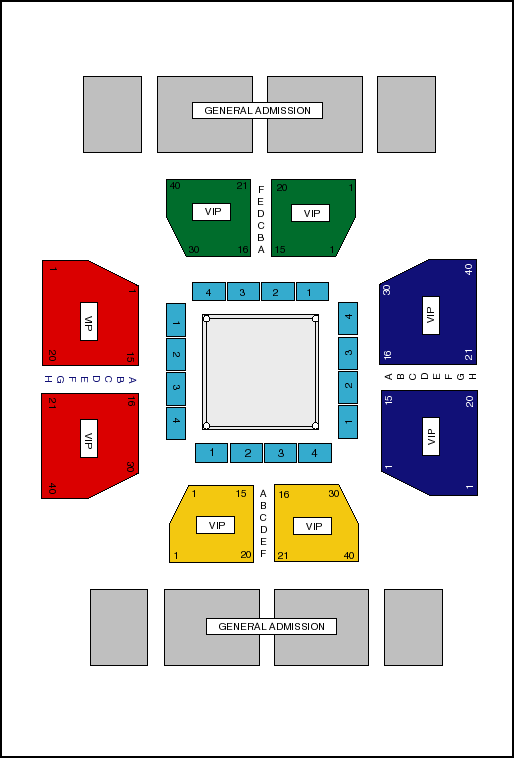 GENERAL ADMISSION
40 21
VIP
30 16
F
E
D
C
B
A
20 1
VIP
15 1
1
1
VIP
20 15
H G F E D C B A
21 16
VIP
40 30
4 3 2 1
1
2
3
4
4
3
2
1
1 2 3 4
30 40
VIP
16 21
A B C D E F G H
15 20
VIP
1 1
1 15
VIP
1 20
A
B
C
D
E
F
16 30
VIP
21 40
GENERAL ADMISSION